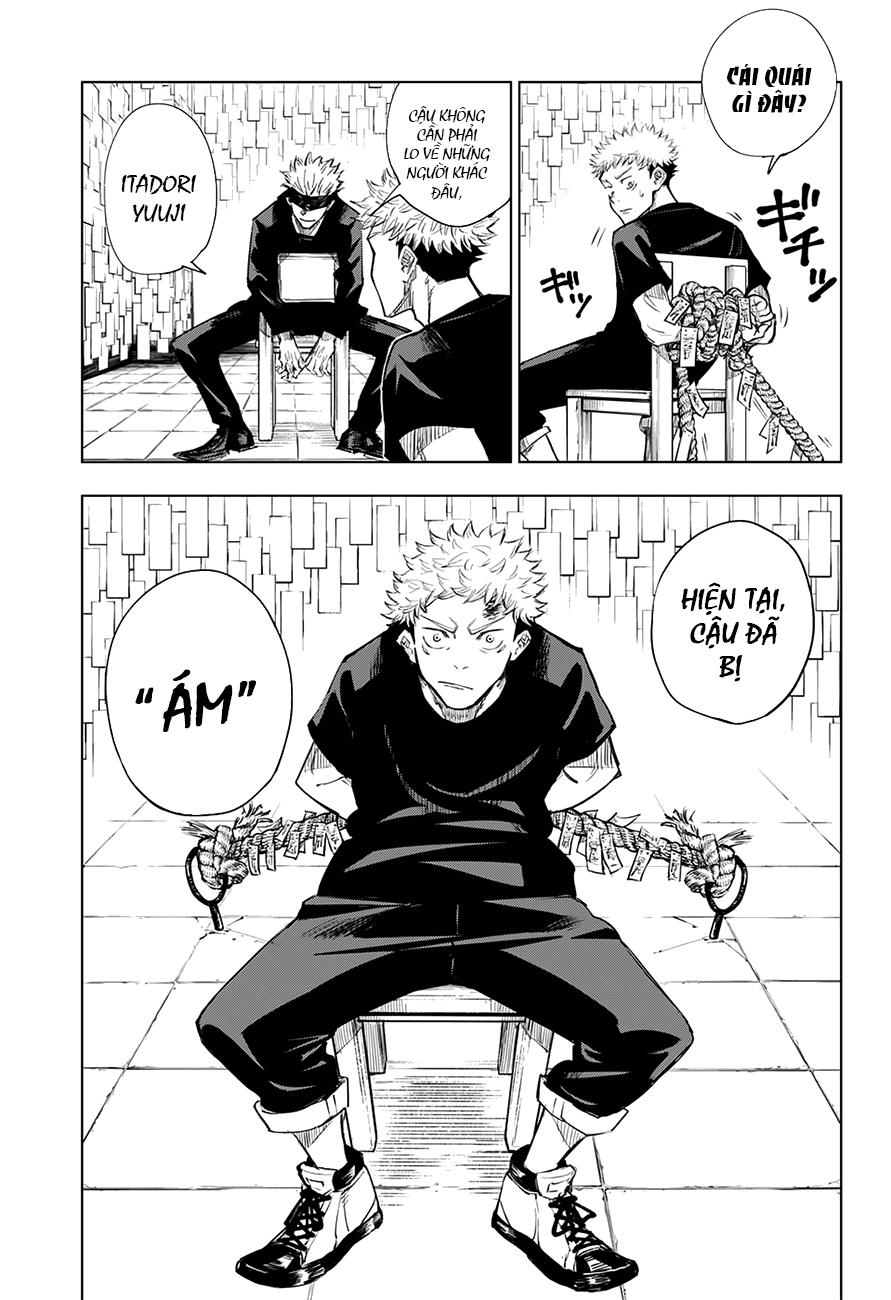 CÁI QUÁI
GÌ ĐÂY?
ギチッ
ギッ
CẬU KHÔNG
CẦN PHẢI
LO VỀ NHỮNG
NGƯỜI KHÁC
ĐÂU,
ITADORI
YUUJI
HIỆN TẠI,
CẬU ĐÃ
BỊ
“ÁM”